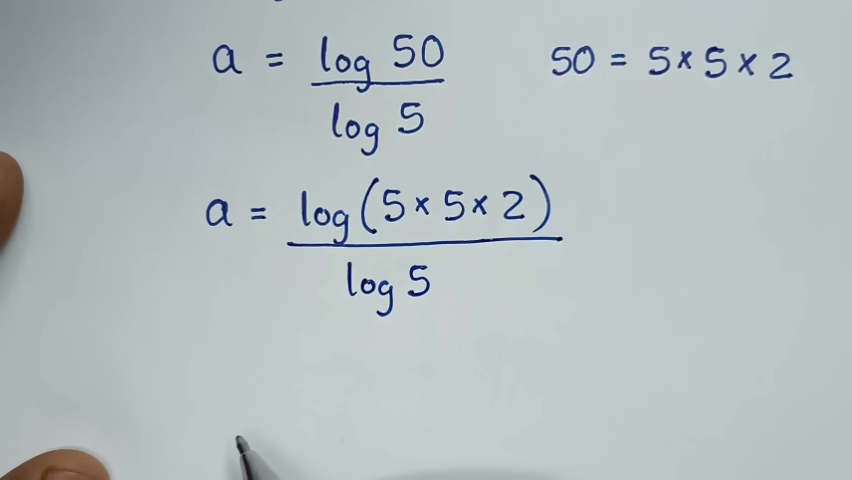 a = log 50 / log 5    50 = 5 × 5 × 2
a = log(5 × 5 × 2) / log 5